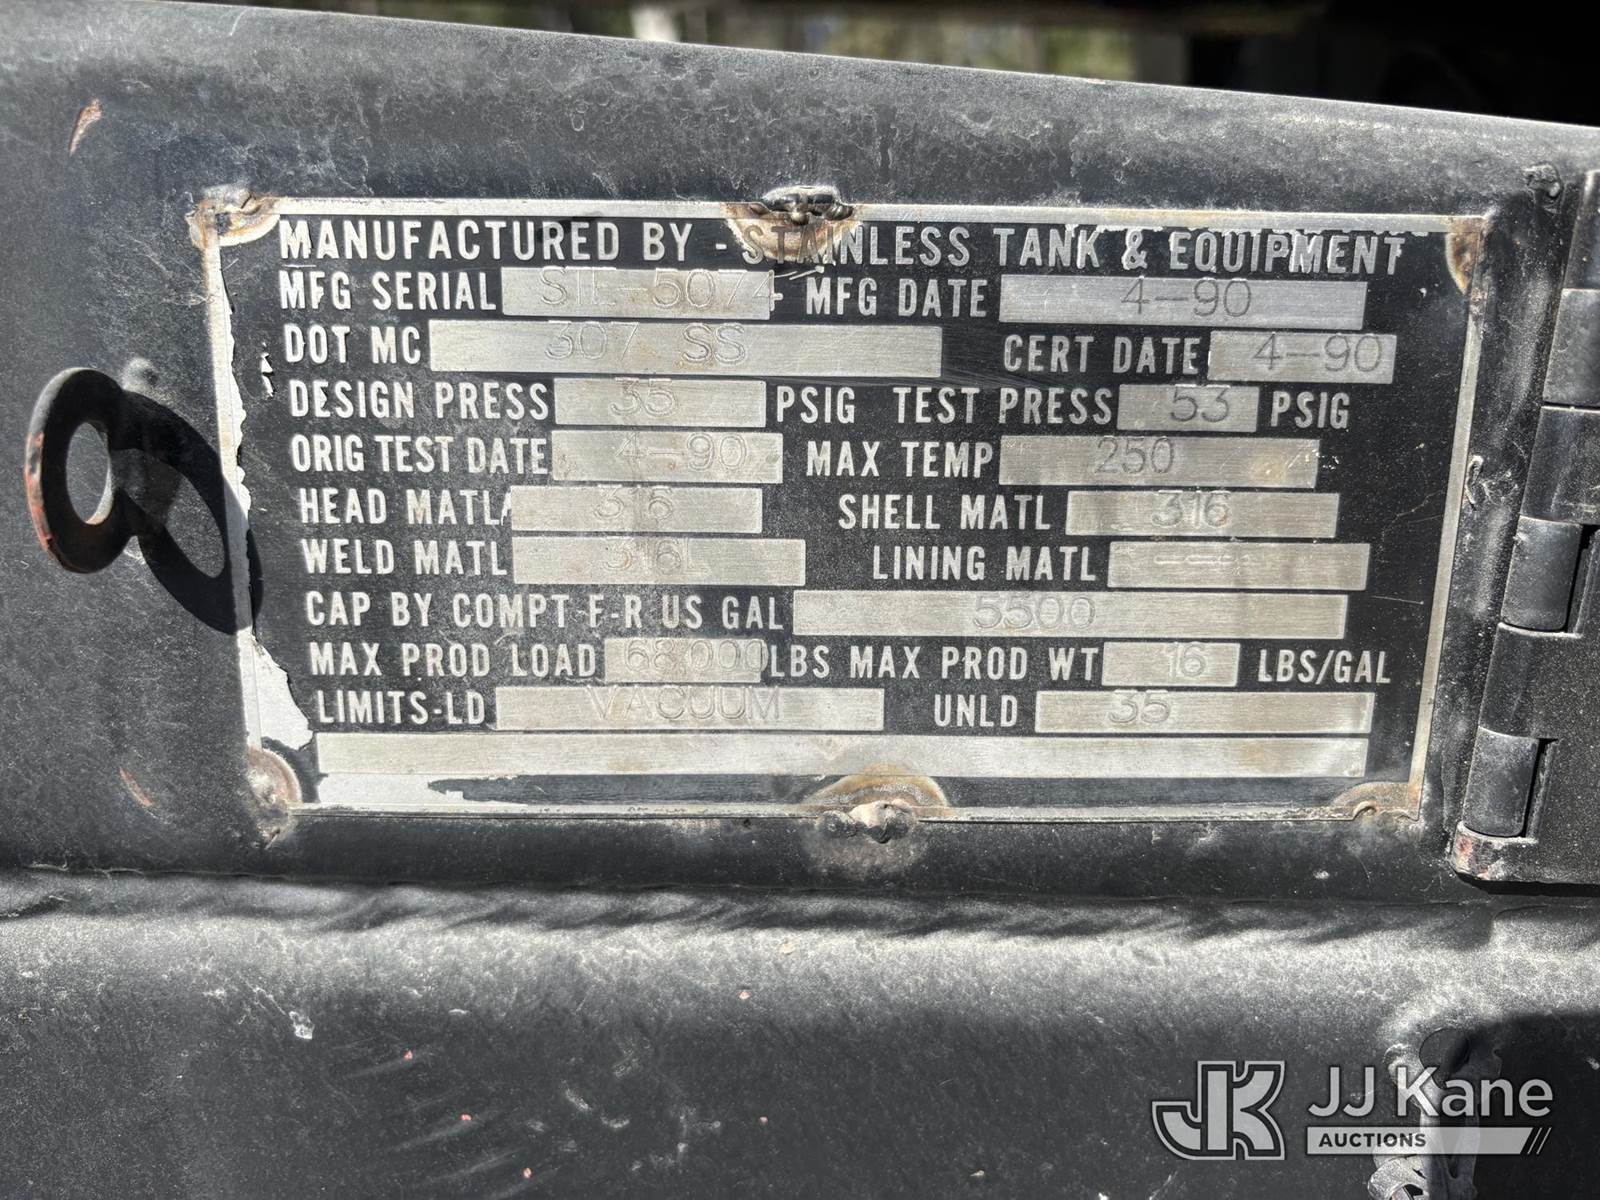 MANUFACTURED BY - STAINLESS TANK & EQUIPMENT
MFG SERIAL STE-5074 MFG DATE 4-90
DOT MC 307 SS CERT DATE 4-90
DESIGN PRESS 35 PSIG TEST PRESS 53 PSIG
ORIG TEST DATE 4-90 MAX TEMP 250
HEAD MATL 316 SHELL MATL 316
WELD MATL 316L LINING MATL ---
CAP BY COMPT F-R US GAL 5500
MAX PROD LOAD 68000 LBS MAX PROD WT 16 LBS/GAL
LIMITS-LD VACUUM UNLD 35
JK JJ Kane
AUCTIONS